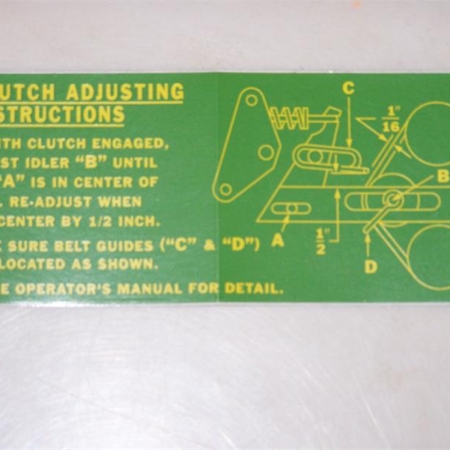 UTCH ADJUSTING
STRUCTIONS
ITH CLUTCH ENGAGED,
ST IDLER "B" UNTIL
"A" IS IN CENTER OF
. RE-ADJUST WHEN
CENTER BY 1/2 INCH.
E SURE BELT GUIDES ("C" & "D")
LOCATED AS SHOWN.
E OPERATOR'S MANUAL FOR DETAIL.
C
1"
16
B
A
1"
2
D